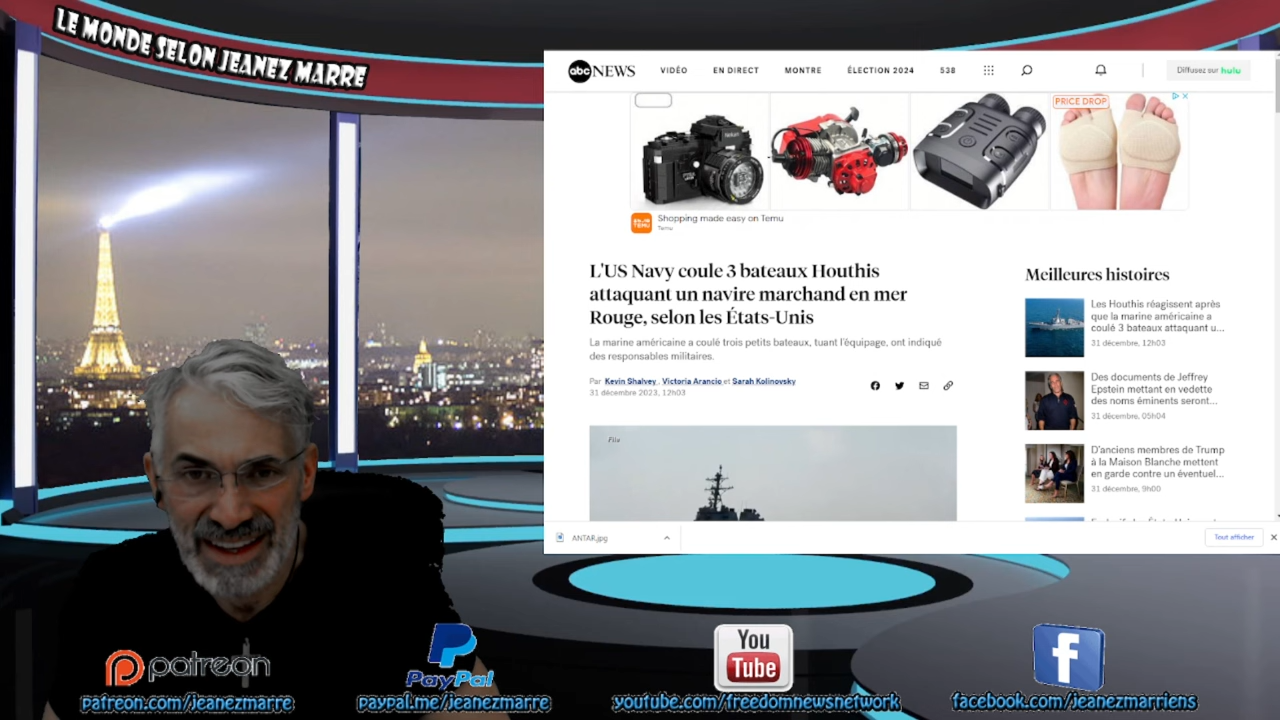 LE MONDE SELON JEANEZ MARRE
abc NEWS
VIDÉO
EN DIRECT
MONTRE
ÉLECTION 2024
538
Diffusez sur hulu
PRICE DROP
Shopping made easy on Temu
Temu
L'US Navy coule 3 bateaux Houthis
attaquant un navire marchand en mer
Rouge, selon les États-Unis
La marine américaine a coulé trois petits bateaux, tuant l'équipage, ont indiqué
des responsables militaires.
Par Kevin Shalvey, Victoria Arancio et Sarah Kolinovsky
31 décembre 2023, 12h03
File
Meilleures histoires
Les Houthis réagissent après
que la marine américaine a
coulé 3 bateaux attaquant u...
31 décembre, 12h03
Des documents de Jeffrey
Epstein mettant en vedette
des noms éminents seront...
31 décembre, 05h04
D'anciens membres de Trump
à la Maison Blanche mettent
en garde contre un éventuel...
31 décembre, 9h00
ANTAR.jpg
Tout afficher
patreon
patreon.com/jeanezmarre
PayPal
paypal.me/jeanezmarre
You
Tube
youtube.com/freedomnewsnetwork
facebook.com/jeanezmarriens